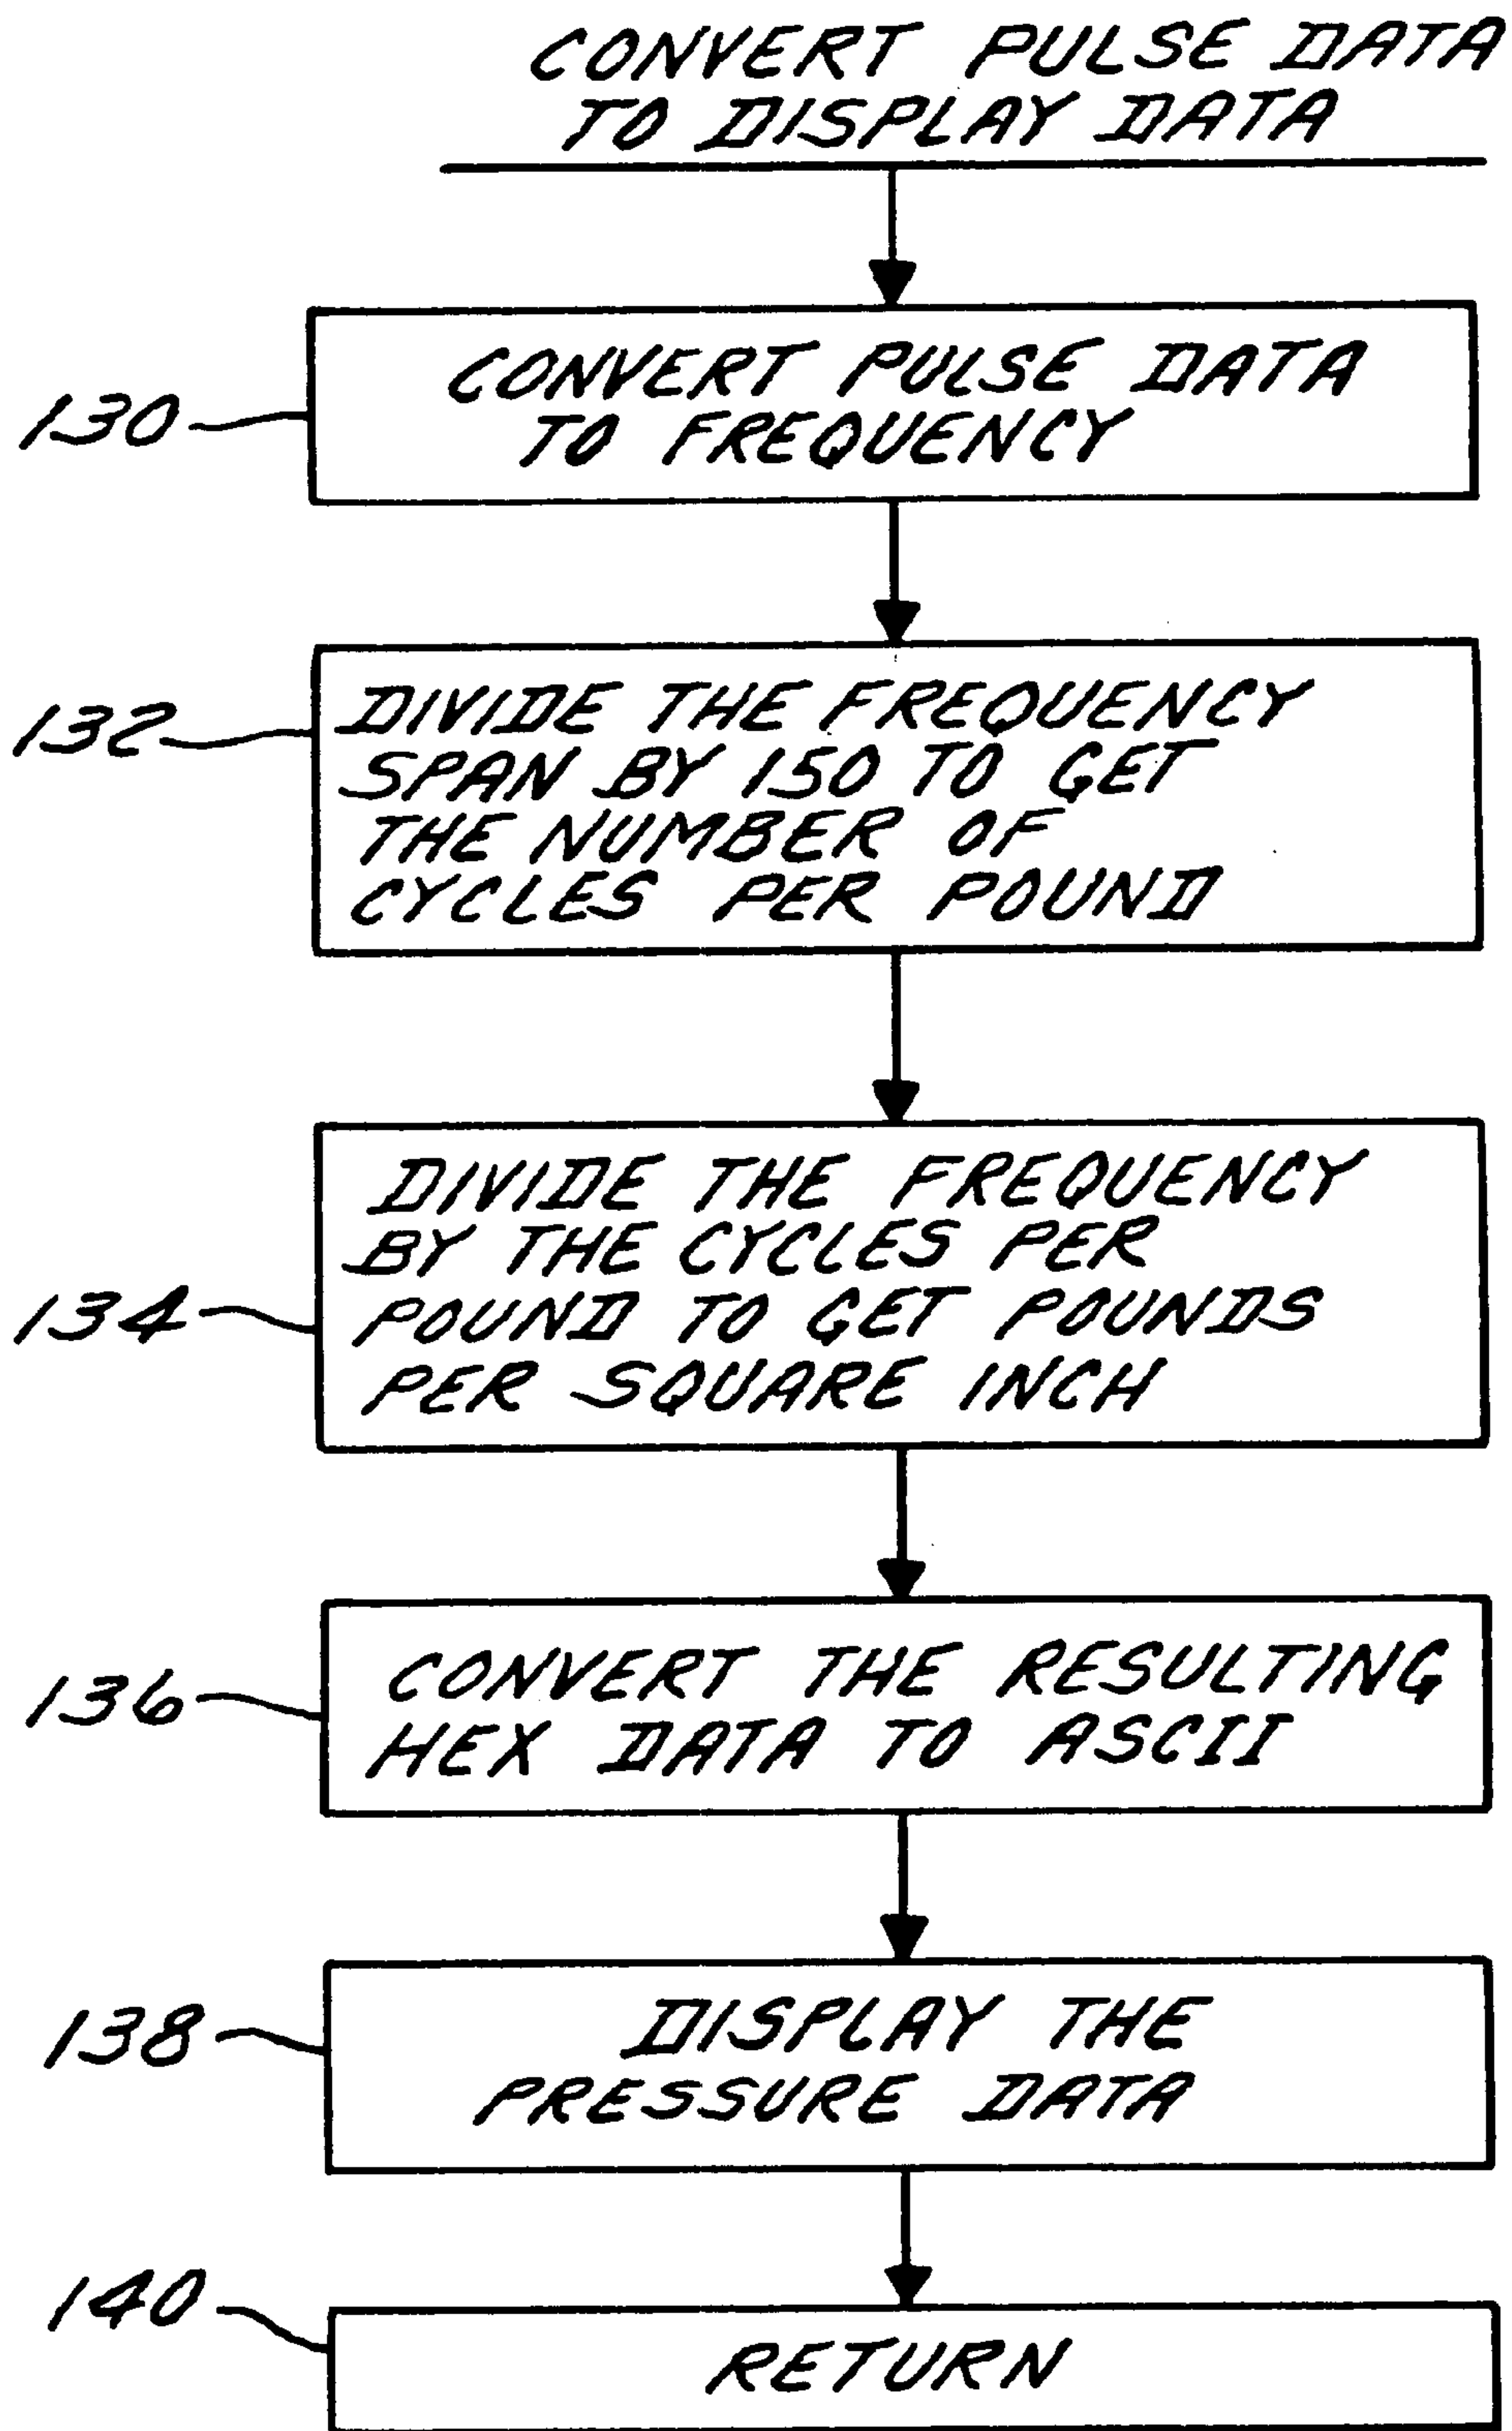 CONVERT PULSE DATA
TO DISPLAY DATA
130
CONVERT PULSE DATA
TO FREQUENCY
132
DIVIDE THE FREQUENCY
SPAN BY 150 TO GET
THE NUMBER OF
CYCLES PER POUND
134
DIVIDE THE FREQUENCY
BY THE CYCLES PER
POUND TO GET POUNDS
PER SQUARE INCH
136
CONVERT THE RESULTING
HEX DATA TO ASCII
138
DISPLAY THE
PRESSURE DATA
140
RETURN